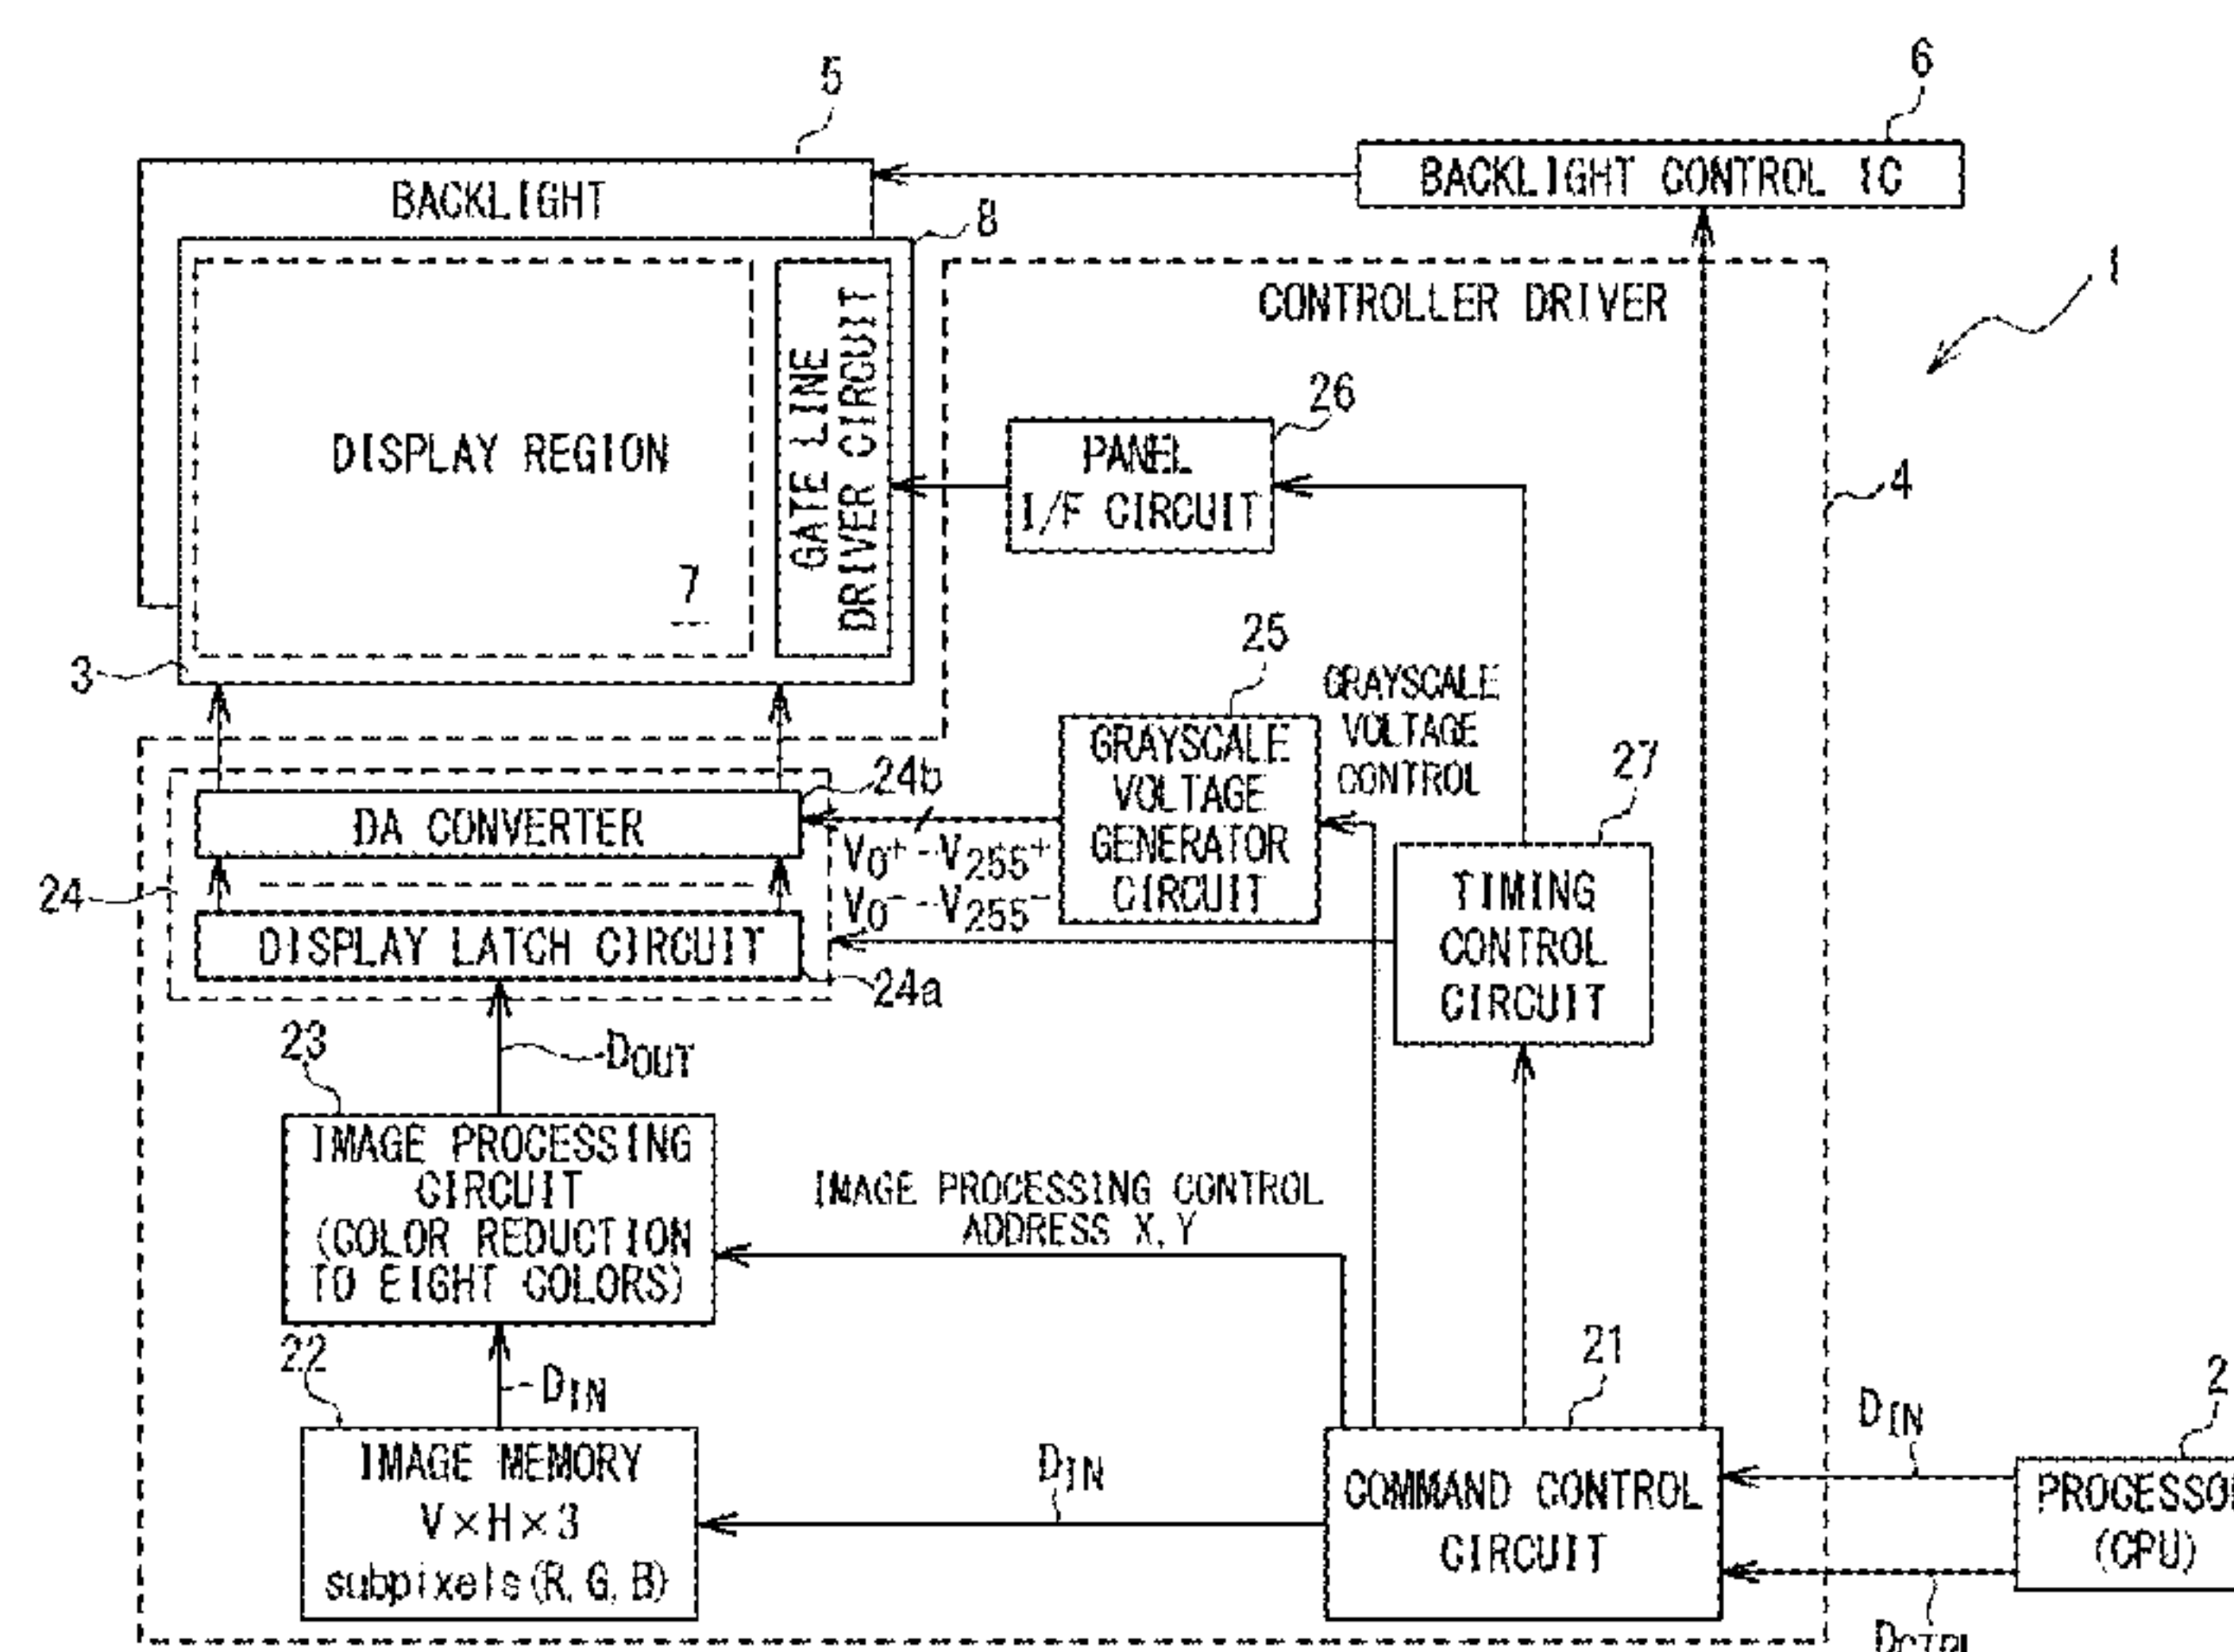 5
6
BACKLIGHT
BACKLIGHT CONTROL IC
8
1
CONTROLLER DRIVER
DISPLAY REGION
GATE LINE
DRIVER CIRCUIT
26
PANEL
I/F CIRCUIT
4
7
3
25
GRAYSCALE
VOLTAGE
CONTROL
GRAYSCALE
VOLTAGE
GENERATOR
CIRCUIT
27
24b
DA CONVERTER
V0+-V255+
V0--V255-
24
TIMING
CONTROL
CIRCUIT
DISPLAY LATCH CIRCUIT
24a
23
DOUT
IMAGE PROCESSING
CIRCUIT
(COLOR REDUCTION
TO EIGHT COLORS)
IMAGE PROCESSING CONTROL
ADDRESS X, Y
22
DIN
21
2
DIN
IMAGE MEMORY
V×H×3
subpixels(R, G, B)
DIN
COMMAND CONTROL
CIRCUIT
PROCESSO
(CPU)